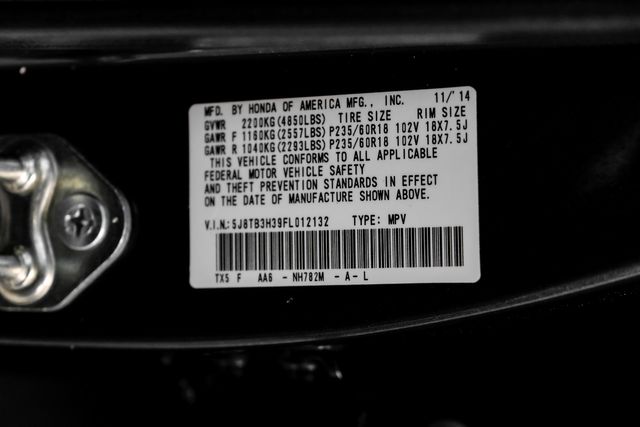 MFD. BY HONDA OF AMERICA MFG., INC. 11/'14
GVWR 2200KG(4850LBS) TIRE SIZE RIM SIZE
GAWR F 1160KG(2557LBS) P235/60R18 102V 18X7.5J
GAWR R 1040KG(2293LBS) P235/60R18 102V 18X7.5J
THIS VEHICLE CONFORMS TO ALL APPLICABLE
FEDERAL MOTOR VEHICLE SAFETY
AND THEFT PREVENTION STANDARDS IN EFFECT
ON THE DATE OF MANUFACTURE SHOWN ABOVE.
V.I.N.:5J8TB3H39FL012132 TYPE: MPV
TX5 F AA6 - NH782M - A - L